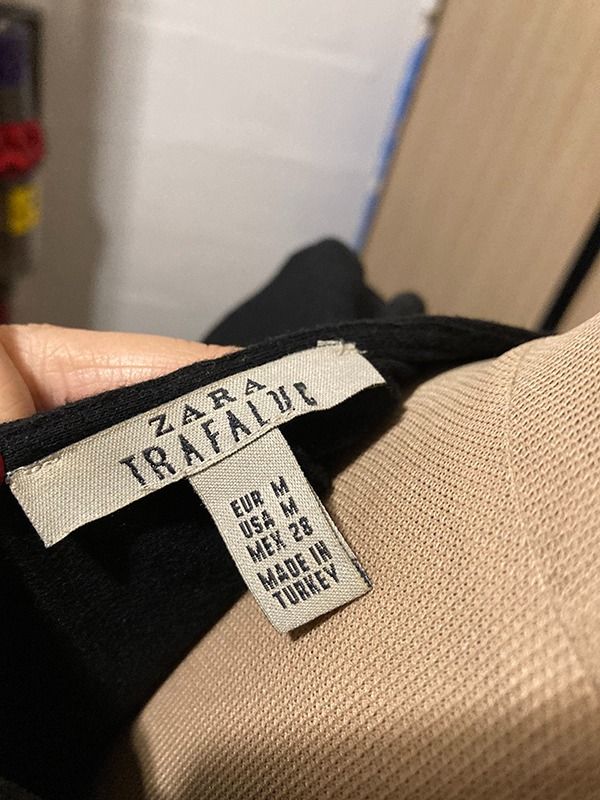 ZARA
TRAFALUC
EUR M
USA M
MEX 28
MADE IN
TURKEY